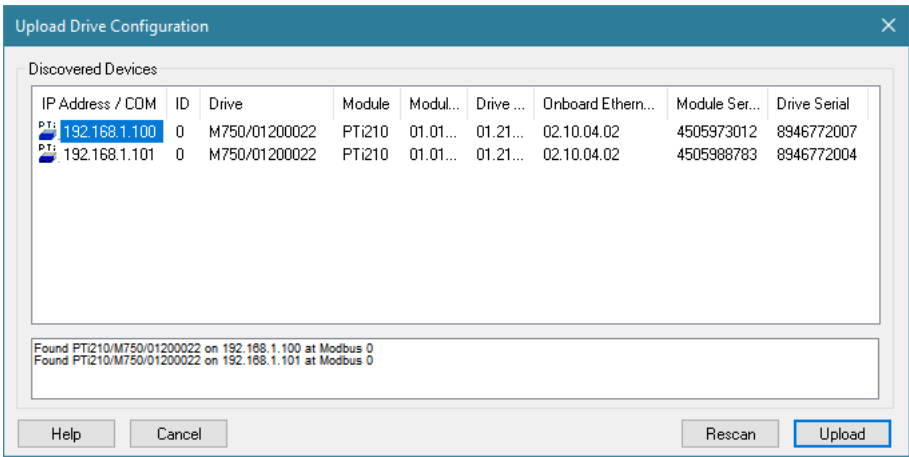 Upload Drive Configuration
Discovered Devices
IP Address / COM ID Drive Module Modul... Drive ... Onboard Ethern... Module Ser... Drive Serial
PTi 192.168.1.100 0 M750/01200022 PTi210 01.01... 01.21... 02.10.04.02 4505973012 8946772007
PTi 192.168.1.101 0 M750/01200022 PTi210 01.01... 01.21... 02.10.04.02 4505988783 8946772004
Found PTi210/M750/01200022 on 192.168.1.100 at Modbus 0
Found PTi210/M750/01200022 on 192.168.1.101 at Modbus 0
Help Cancel Rescan Upload